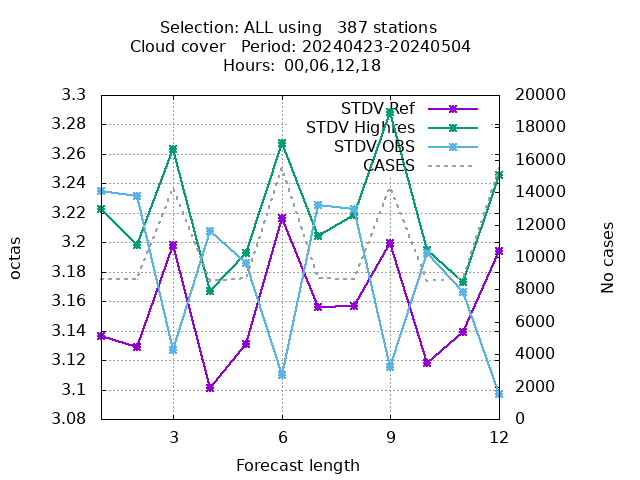 Selection: ALL using   387 stations
Cloud cover   Period: 20240423-20240504
Hours:  00,06,12,18
3.3
3.28
3.26
3.24
3.22
3.2
3.18
3.16
3.14
3.12
3.1
3.08
octas
STDV Ref
STDV Highres
STDV OBS
CASES
20000
18000
16000
14000
12000
10000
8000
6000
4000
2000
0
No cases
3 6 9 12
Forecast length